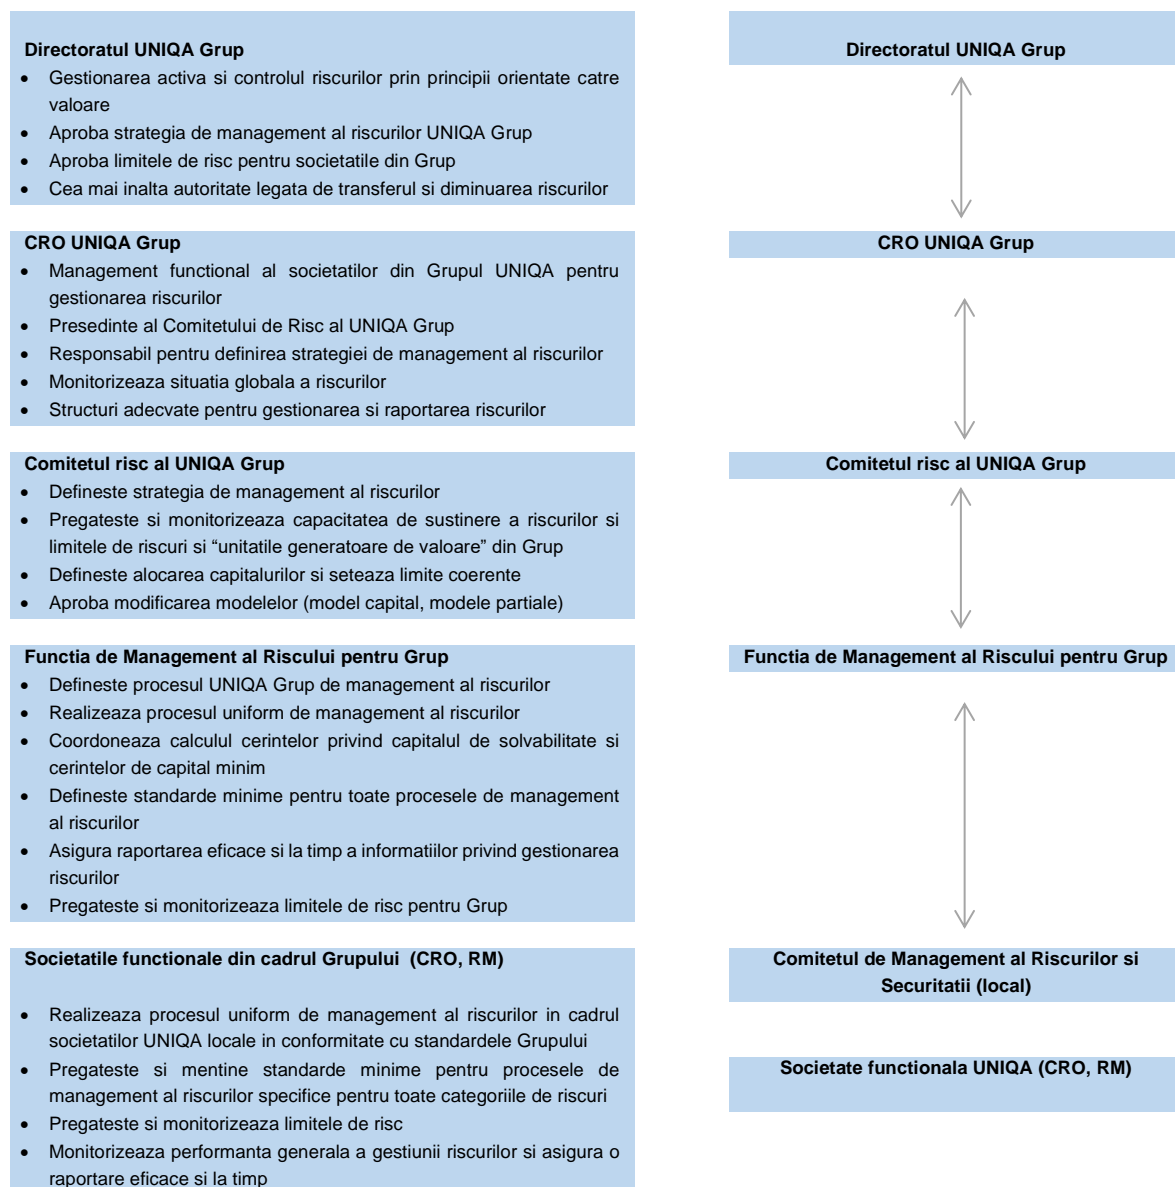 Directoratul UNIQA Grup
• Gestionarea activa si controlul riscurilor prin principii orientate catre
valoare
• Aproba strategia de management al riscurilor UNIQA Grup
• Aproba limitele de risc pentru societatile din Grup
• Cea mai inalta autoritate legata de transferul si diminuarea riscurilor
CRO UNIQA Grup
• Management functional al societatilor din Grupul UNIQA pentru
gestionarea riscurilor
• Presedinte al Comitetului de Risc al UNIQA Grup
• Responsabil pentru definirea strategiei de management al riscurilor
• Monitorizeaza situatia globala a riscurilor
• Structuri adecvate pentru gestionarea si raportarea riscurilor
Comitetul risc al UNIQA Grup
• Defineste strategia de management al riscurilor
• Pregateste si monitorizeaza capacitatea de sustinere a riscurilor si
limitele de riscuri si “unitatile generatoare de valoare” din Grup
• Defineste alocarea capitalurilor si seteaza limite coerente
• Aproba modificarea modelelor (model capital, modele partiale)
Functia de Management al Riscului pentru Grup
• Defineste procesul UNIQA Grup de management al riscurilor
• Realizeaza procesul uniform de management al riscurilor
• Coordoneaza calculul cerintelor privind capitalul de solvabilitate si
cerintelor de capital minim
• Defineste standarde minime pentru toate procesele de management
al riscurilor
• Asigura raportarea eficace si la timp a informatiilor privind gestionarea
riscurilor
• Pregateste si monitorizeaza limitele de risc pentru Grup
Societatile functionale din cadrul Grupului (CRO, RM)
• Realizeaza procesul uniform de management al riscurilor in cadrul
societatilor UNIQA locale in conformitate cu standardele Grupului
• Pregateste si mentine standarde minime pentru procesele de
management al riscurilor specifice pentru toate categoriile de riscuri
• Pregateste si monitorizeaza limitele de risc
• Monitorizeaza performanta generala a gestiunii riscurilor si asigura o
raportare eficace si la timp
Directoratul UNIQA Grup
CRO UNIQA Grup
Comitetul risc al UNIQA Grup
Functia de Management al Riscului pentru Grup
Comitetul de Management al Riscurilor si
Securitatii (local)
Societate functionala UNIQA (CRO, RM)